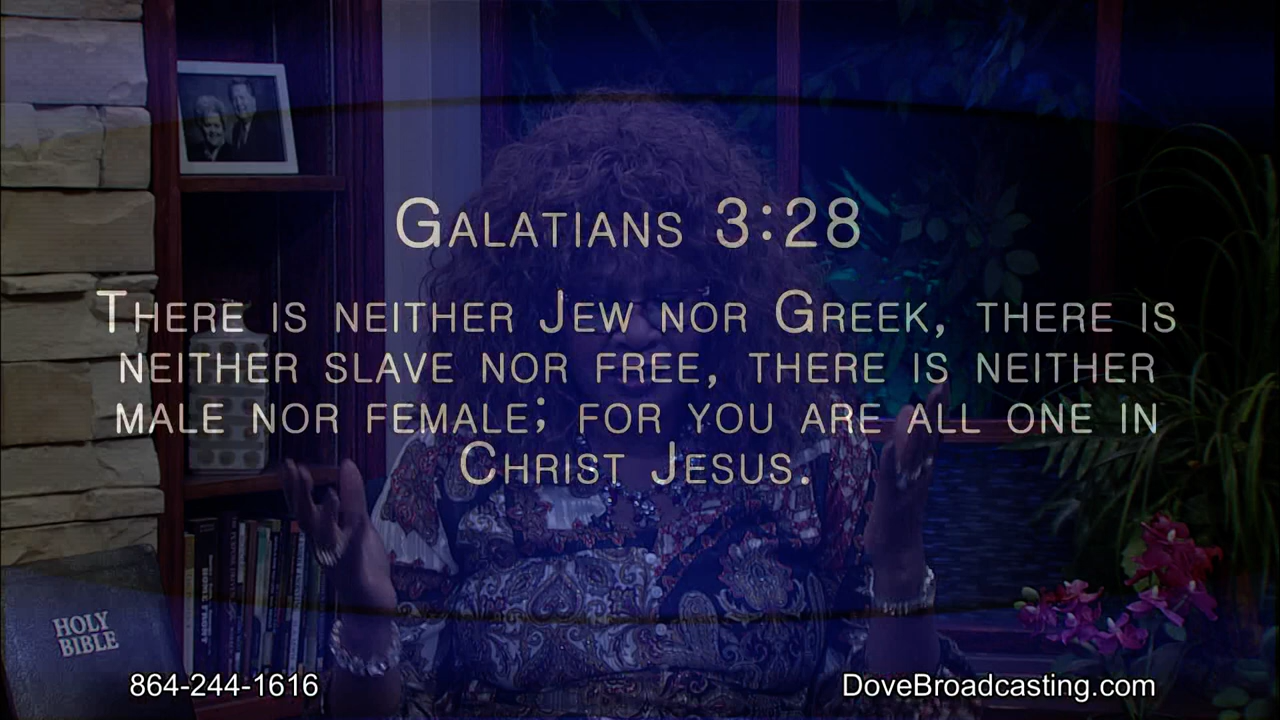 Galatians 3:28
There is neither Jew nor Greek, there is
neither slave nor free, there is neither
male nor female; for you are all one in
Christ Jesus.
HOLY
BIBLE
864-244-1616
DoveBroadcasting.com